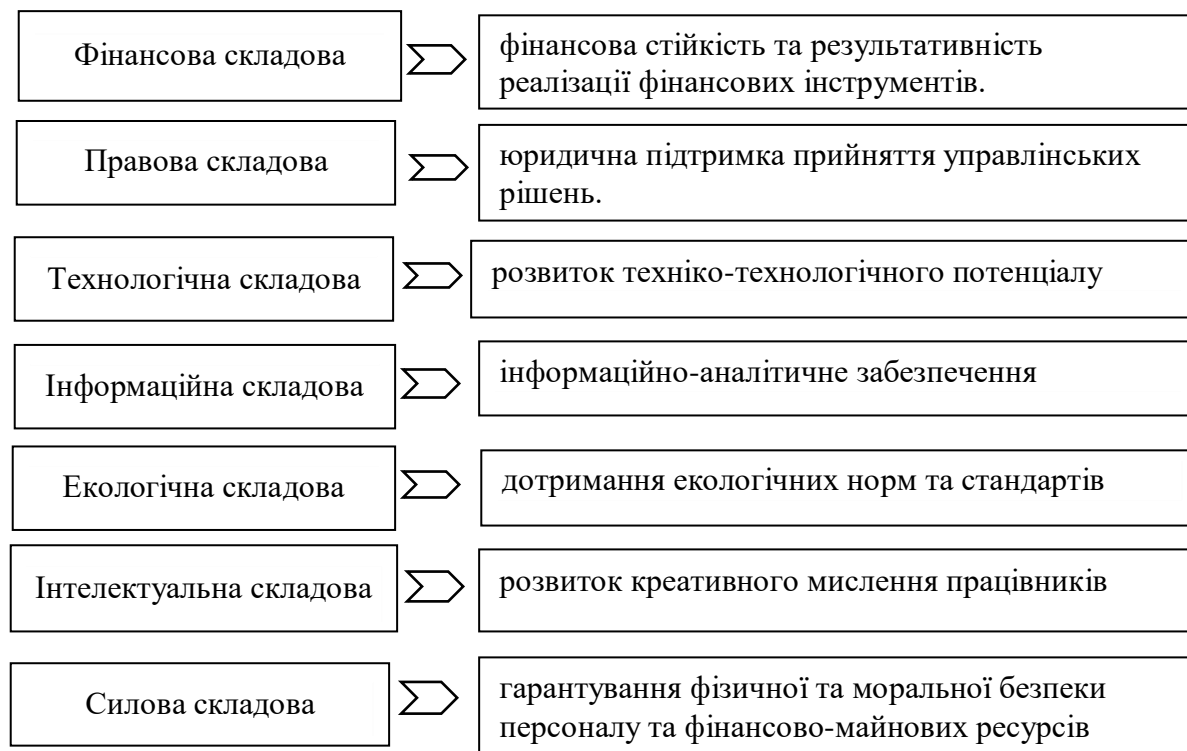 Фінансова складова
фінансова стійкість та результативність
реалізації фінансових інструментів.
Правова складова
юридична підтримка прийняття управлінських
рішень.
Технологічна складова
розвиток техніко-технологічного потенціалу
Інформаційна складова
інформаційно-аналітичне забезпечення
Екологічна складова
дотримання екологічних норм та стандартів
Інтелектуальна складова
розвиток креативного мислення працівників
Силова складова
гарантування фізичної та моральної безпеки
персоналу та фінансово-майнових ресурсів